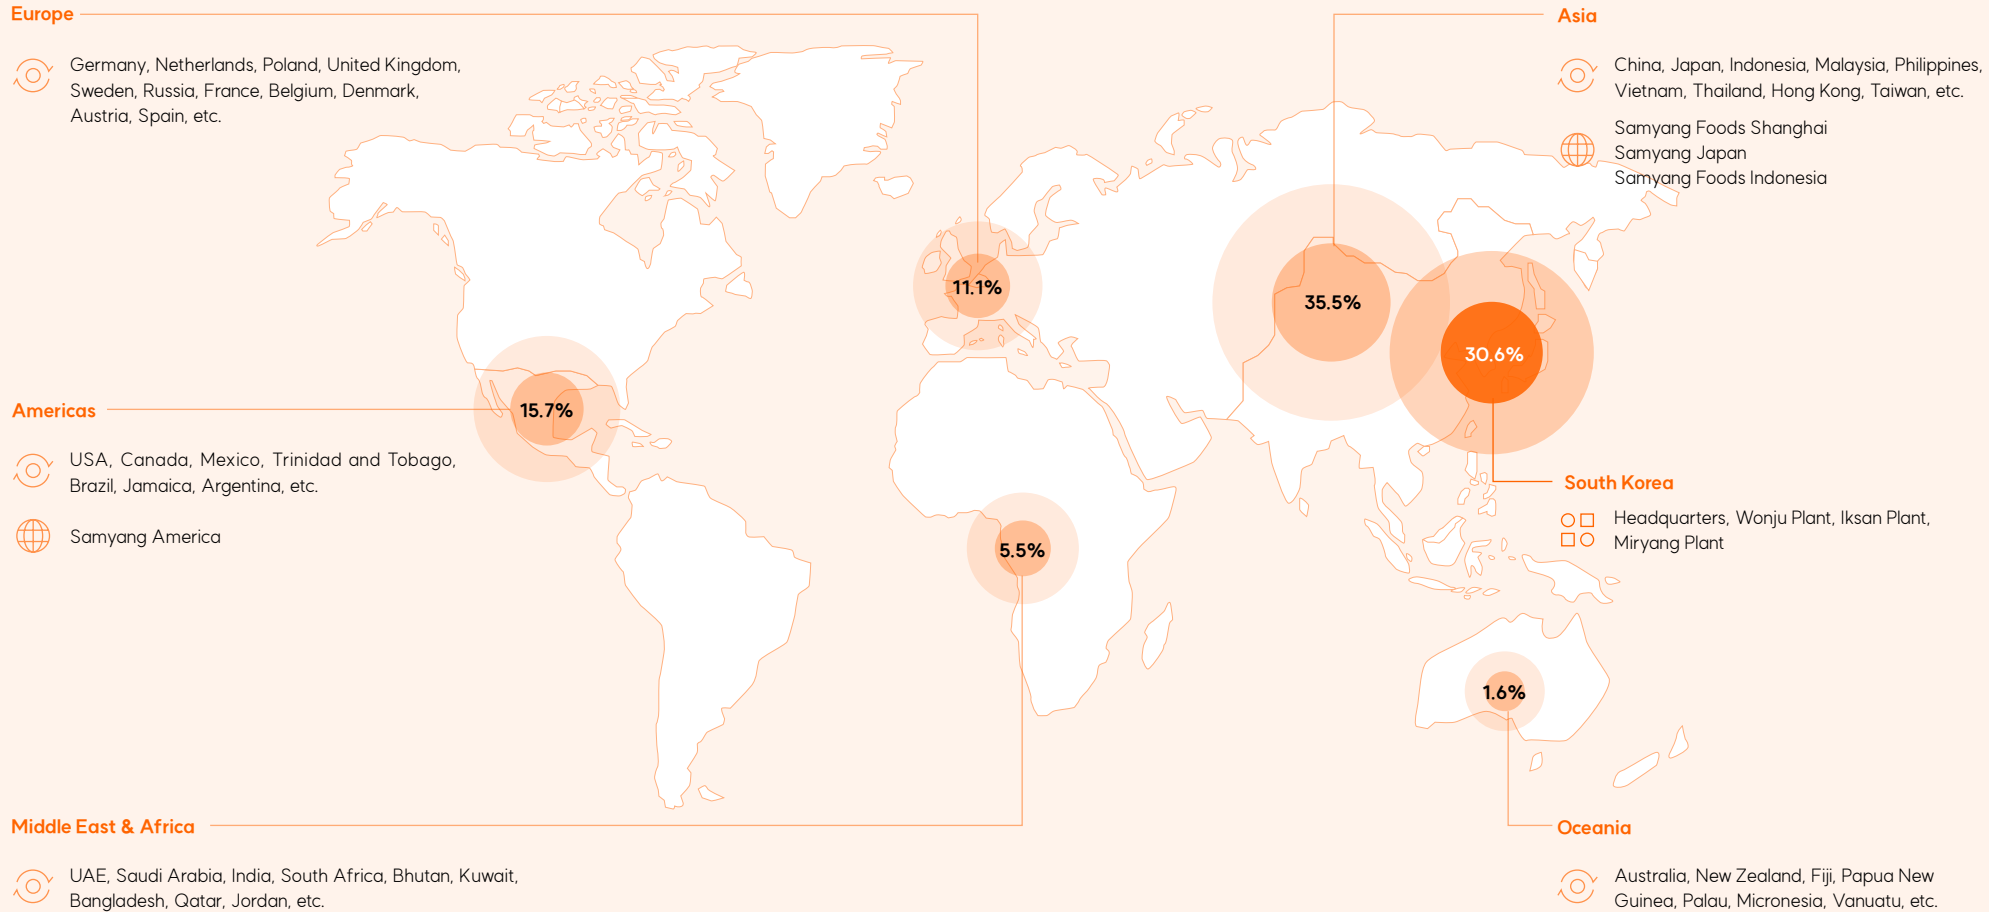 Europe
Germany, Netherlands, Poland, United Kingdom,
Sweden, Russia, France, Belgium, Denmark,
Austria, Spain, etc.
11.1%
Asia
China, Japan, Indonesia, Malaysia, Philippines,
Vietnam, Thailand, Hong Kong, Taiwan, etc.
Samyang Foods Shanghai
Samyang Japan
Samyang Foods Indonesia
35.5%
30.6%
South Korea
Headquarters, Wonju Plant, Iksan Plant,
Miryang Plant
Americas
15.7%
USA, Canada, Mexico, Trinidad and Tobago,
Brazil, Jamaica, Argentina, etc.
Samyang America
5.5%
Middle East & Africa
UAE, Saudi Arabia, India, South Africa, Bhutan, Kuwait,
Bangladesh, Qatar, Jordan, etc.
1.6%
Oceania
Australia, New Zealand, Fiji, Papua New
Guinea, Palau, Micronesia, Vanuatu, etc.